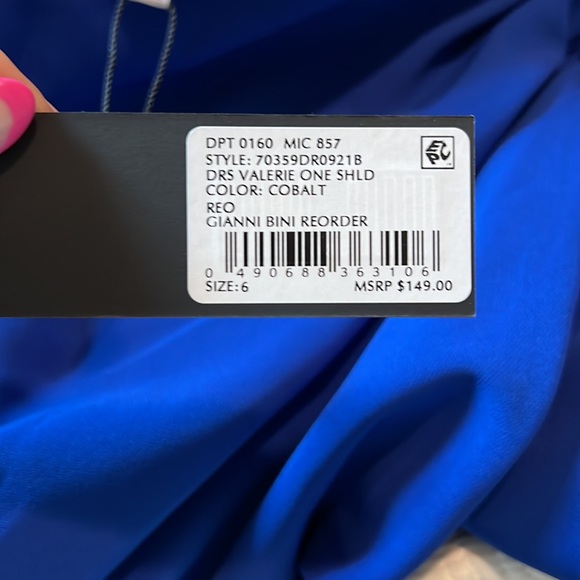 DPT 0160 MIC 857
STYLE: 70359DR0921B
DRS VALERIE ONE SHLD
COLOR: COBALT
REO
GIANNI BINI REORDER
0 490688 363106
SIZE: 6 MSRP $149.00
EPC